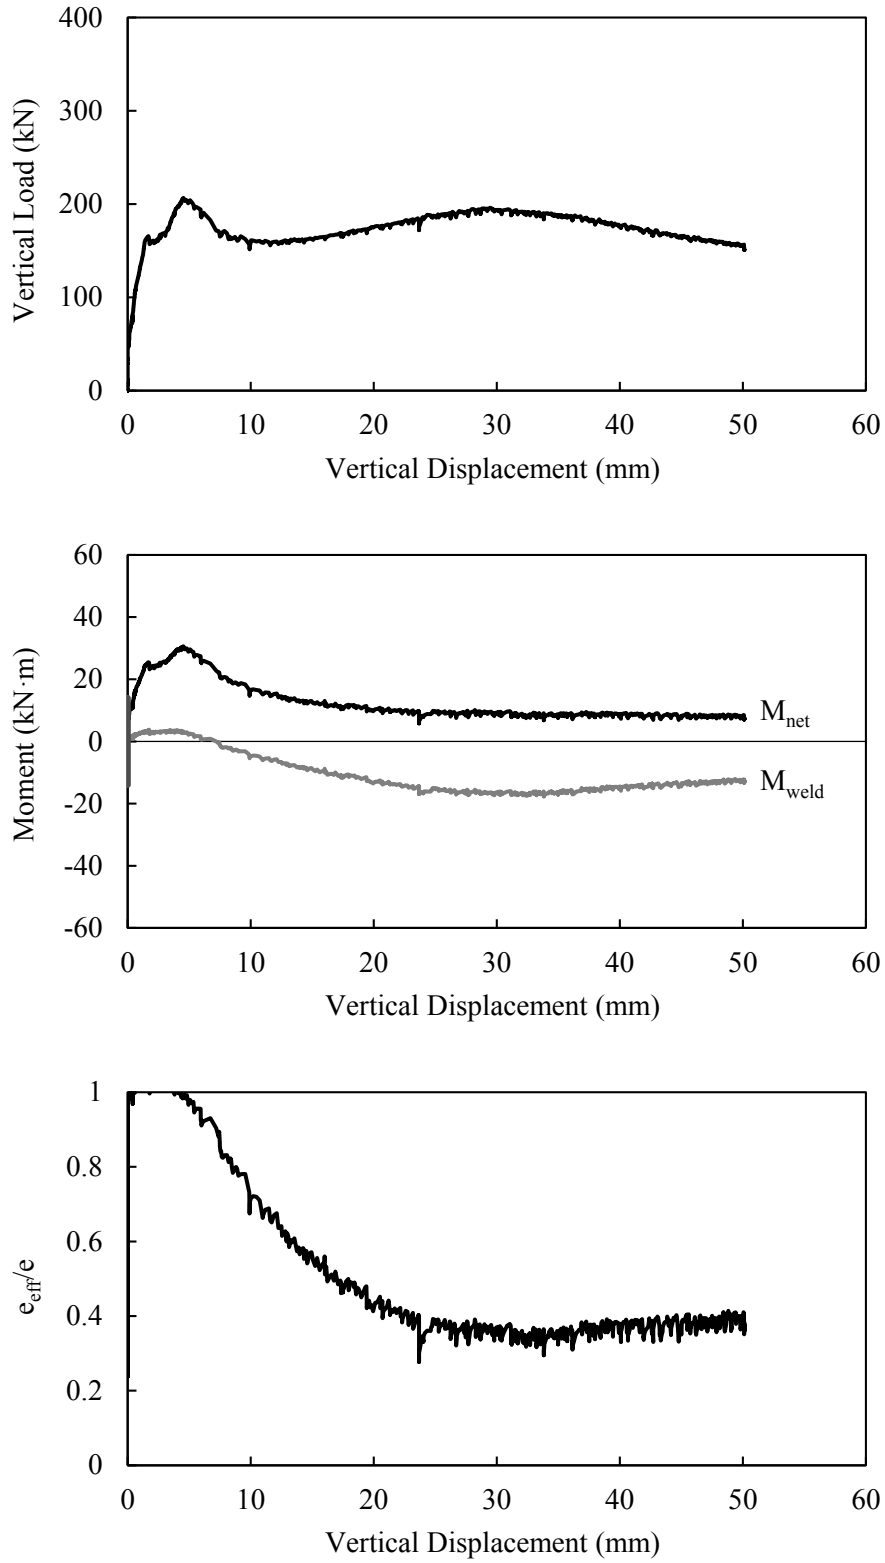 400
300
200
100
0
Vertical Load (kN)
0 10 20 30 40 50 60
Vertical Displacement (mm)
60
40
20
0
-20
-40
-60
Moment (kN·m)
M_net
M_weld
0 10 20 30 40 50 60
Vertical Displacement (mm)
1
0.8
0.6
0.4
0.2
0
e_eff/e
0 10 20 30 40 50 60
Vertical Displacement (mm)